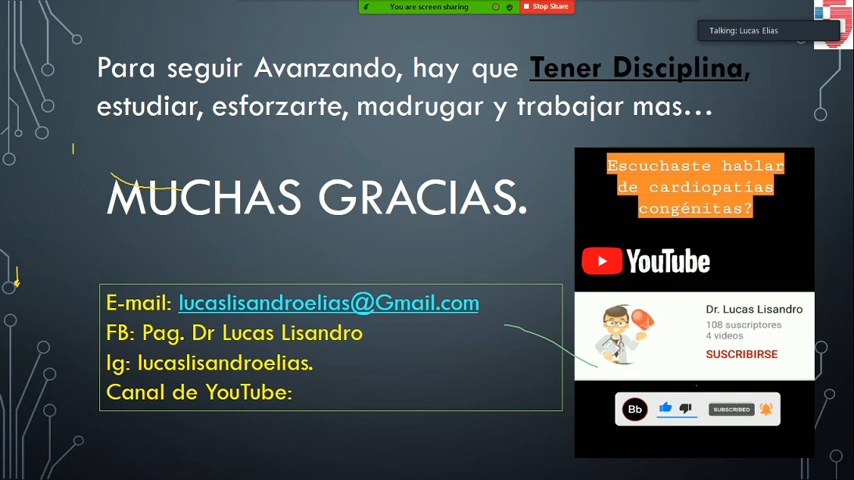 You are screen sharing
Stop Share
Talking: Lucas Elias
Para seguir Avanzando, hay que Tener Disciplina,
estudiar, esforzarte, madrugar y trabajar mas...
MUCHAS GRACIAS.
E-mail: lucaslisandroelias@Gmail.com
FB: Pag. Dr Lucas Lisandro
Ig: lucaslisandroelias.
Canal de YouTube:
Escuchaste hablar
de cardiopatías
congénitas?
YouTube
Dr. Lucas Lisandro
108 suscriptores
4 videos
SUSCRIBIRSE
Bb
SUBSCRIBED